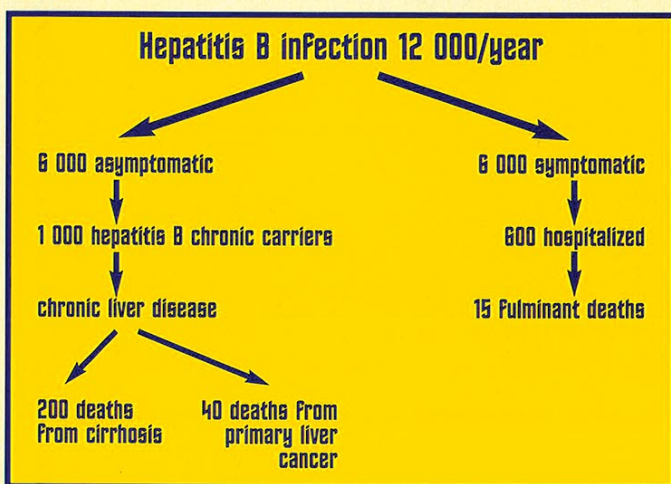 Hepatitis B infection 12 000/year
6 000 asymptomatic
6 000 symptomatic
1 000 hepatitis B chronic carriers
600 hospitalized
chronic liver disease
15 fulminant deaths
200 deaths
from cirrhosis
40 deaths from
primary liver
cancer